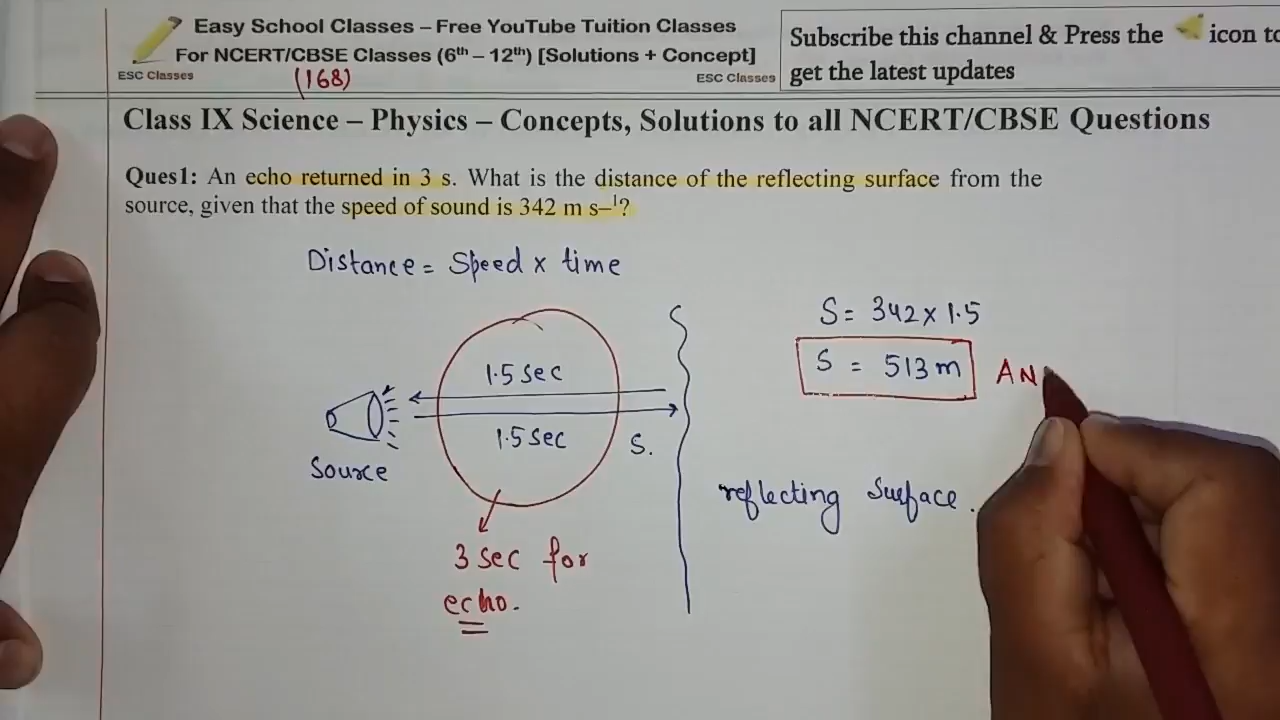 Easy School Classes – Free YouTube Tuition Classes
For NCERT/CBSE Classes (6th – 12th) [Solutions + Concept]
ESC Classes
ESC Classes
(168)
Subscribe this channel & Press the icon to
get the latest updates
Class IX Science – Physics – Concepts, Solutions to all NCERT/CBSE Questions
Ques1: An echo returned in 3 s. What is the distance of the reflecting surface from the
source, given that the speed of sound is 342 m s–1?
Distance = Speed × time
S = 342 × 1.5
S = 513 m AN
1.5 sec
1.5 sec
S.
Source
reflecting Surface.
3 sec for
echo.